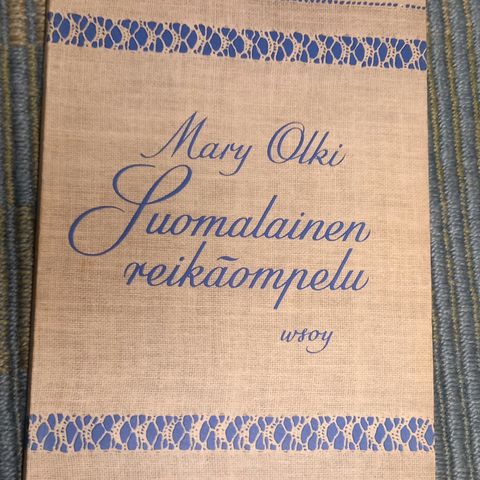 Mary Olki
Suomalainen
reikäompelu
wsoy